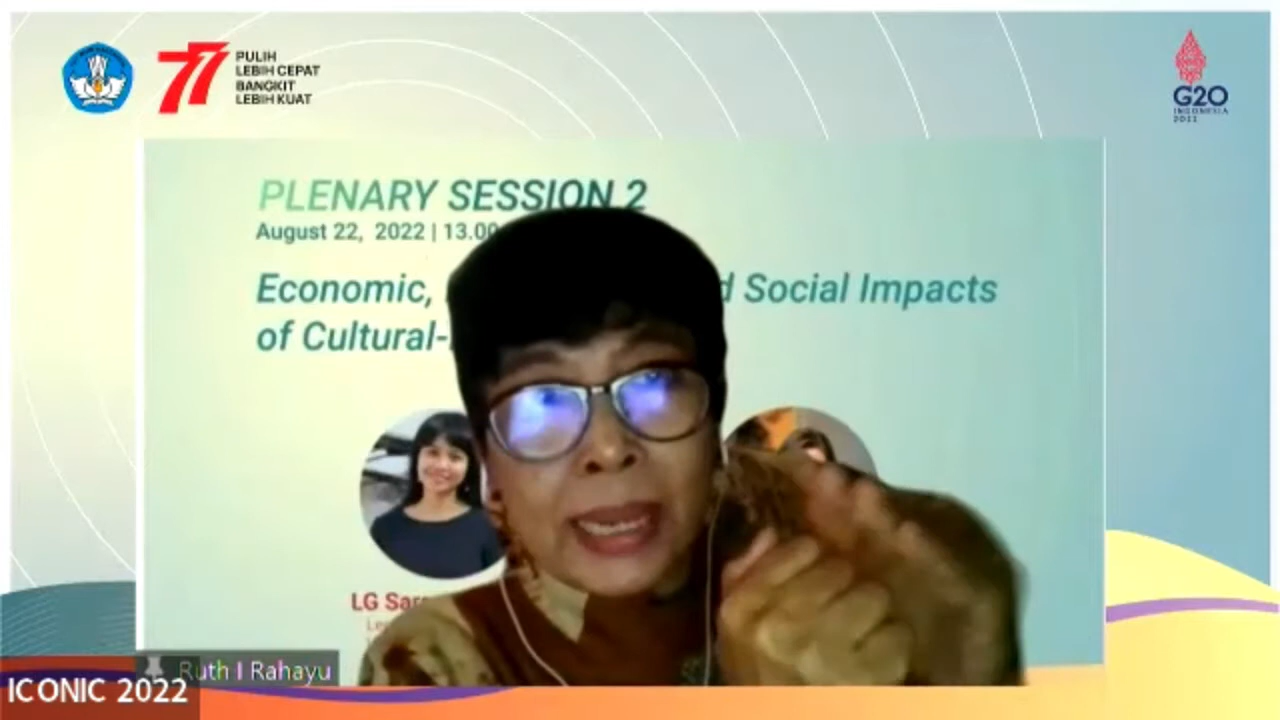 77
PULIH
LEBIH CEPAT
BANGKIT
LEBIH KUAT
G20
INDONESIA
2022
PLENARY SESSION 2
August 22, 2022 | 13.00
Economic, d Social Impacts
of Cultural-
LG Sar
Ruth I Rahayu
ICONIC 2022